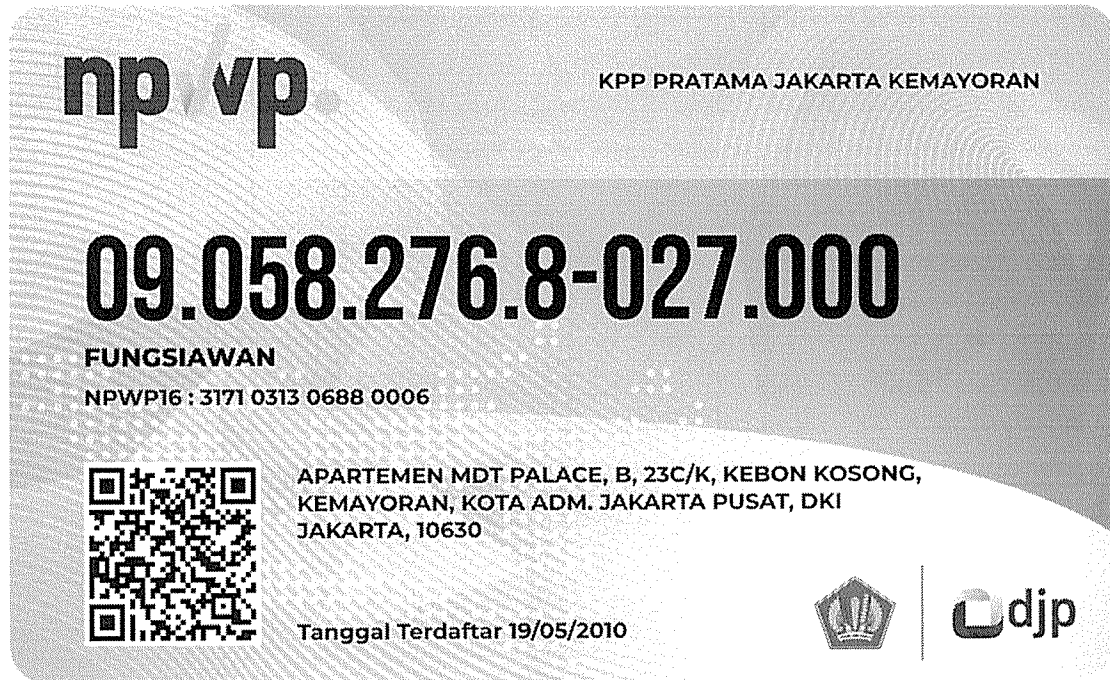 npwp.
KPP PRATAMA JAKARTA KEMAYORAN
09.058.276.8-027.000
FUNGSIAWAN
NPWP16 : 3171 0313 0688 0006
APARTEMEN MDT PALACE, B, 23C/K, KEBON KOSONG,
KEMAYORAN, KOTA ADM. JAKARTA PUSAT, DKI
JAKARTA, 10630
Tanggal Terdaftar 19/05/2010
djp